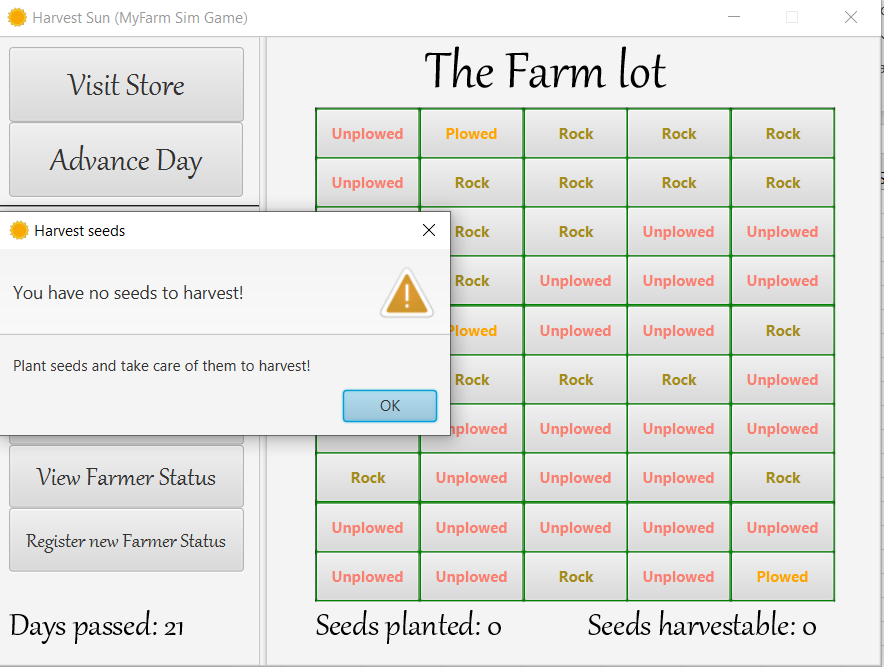 Harvest Sun (MyFarm Sim Game)
Visit Store
Advance Day
The Farm lot
Unplowed Plowed Rock Rock Rock
Unplowed Rock Rock Rock Rock
Harvest seeds
You have no seeds to harvest!
Plant seeds and take care of them to harvest!
OK
Rock Rock Unplowed Unplowed
Rock Unplowed Unplowed Unplowed
Plowed Unplowed Unplowed Rock
Rock Rock Rock Unplowed
Unplowed Unplowed Unplowed Unplowed
Rock Unplowed Unplowed Unplowed Rock
Unplowed Unplowed Unplowed Unplowed Unplowed
Unplowed Unplowed Rock Unplowed Plowed
View Farmer Status
Register new Farmer Status
Days passed: 21
Seeds planted: 0
Seeds harvestable: 0